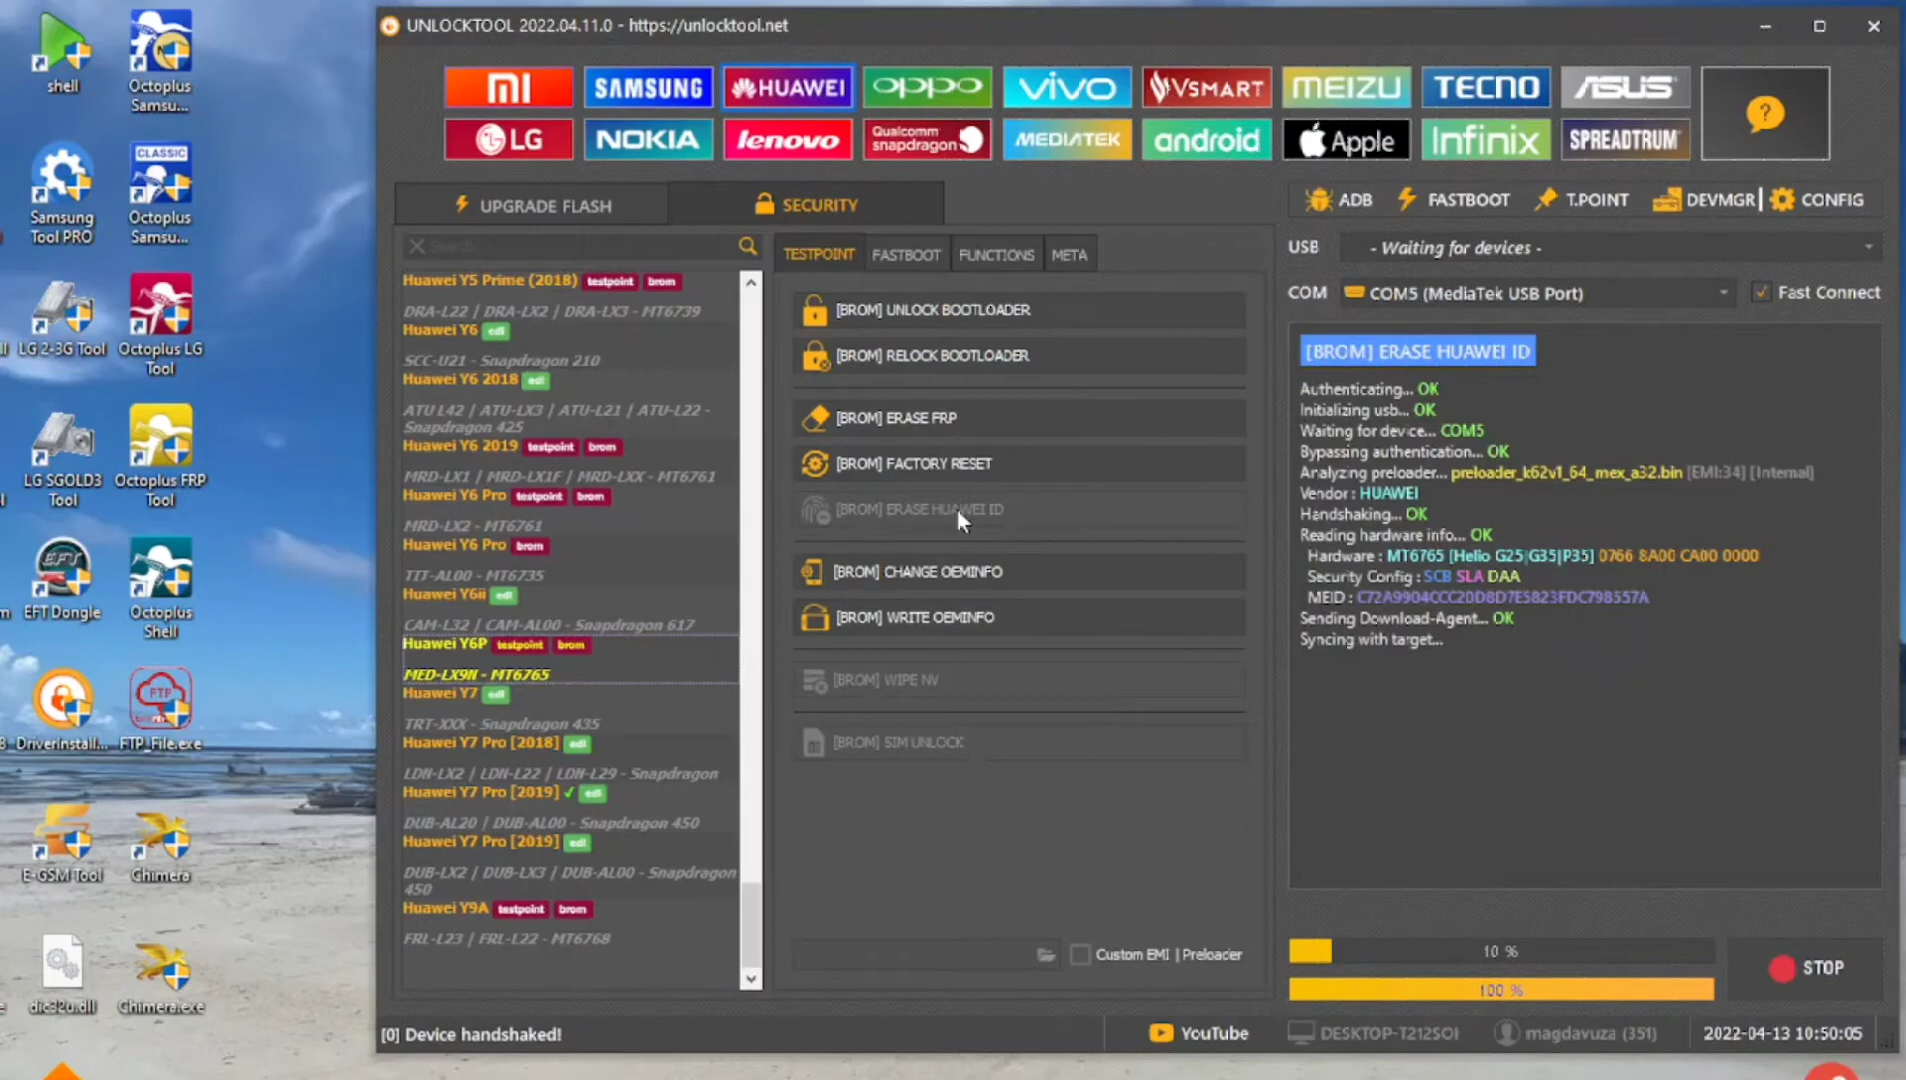 UNLOCKTOOL 2022.04.11.0 - https://unlocktool.net
shell
Octoplus
Samsu...
Samsung
Tool PRO
CLASSIC
Octoplus
Samsu...
LG 2-3G Tool
Octoplus LG
Tool
LG SGOLD3
Tool
Octoplus FRP
Tool
EFT
EFT Dongle
Octoplus
Shell
DriverInstall...
FTP
FTP_File.exe
E-GSM Tool
Chimera
Chimera.exe
MI SAMSUNG HUAWEI OPPO vivo VSMART MEIZU TECNO ASUS ?
LG NOKIA lenovo Qualcomm snapdragon MEDIATEK android Apple Infinix SPREADTRUM
UPGRADE FLASH SECURITY
Search
Huawei Y5 Prime (2018) testpoint brom
DRA-L22 / DRA-LX2 / DRA-LX3 - MT6739
Huawei Y6 edl
SCC-U21 - Snapdragon 210
Huawei Y6 2018 edl
ATU L42 / ATU-LX3 / ATU-L21 / ATU-L22 -
Snapdragon 425
Huawei Y6 2019 testpoint brom
MRD-LX1 / MRD-LX1F / MRD-LXX - MT6761
Huawei Y6 Pro testpoint brom
MRD-LX2 - MT6761
Huawei Y6 Pro brom
TIT-AL00 - MT6735
Huawei Y6ii edl
CAM-L32 / CAM-AL00 - Snapdragon 617
Huawei Y6P testpoint brom
MED-LX9N - MT6765
Huawei Y7 edl
TRT-XXX - Snapdragon 435
Huawei Y7 Pro [2018] edl
LDN-LX2 / LDN-L22 / LDN-L29 - Snapdragon
Huawei Y7 Pro [2019] ✓ edl
DUB-AL20 / DUB-AL00 - Snapdragon 450
Huawei Y7 Pro [2019] edl
DUB-LX2 / DUB-LX3 / DUB-AL00 - Snapdragon
450
Huawei Y9A testpoint brom
FRL-L23 / FRL-L22 - MT6768
TESTPOINT FASTBOOT FUNCTIONS META
[BROM] UNLOCK BOOTLOADER
[BROM] RELOCK BOOTLOADER
[BROM] ERASE FRP
[BROM] FACTORY RESET
[BROM] ERASE HUAWEI ID
[BROM] CHANGE OEMINFO
[BROM] WRITE OEMINFO
[BROM] WIPE NV
[BROM] SIM UNLOCK
Custom EMI | Preloader
ADB FASTBOOT T.POINT DEVMGR CONFIG
USB - Waiting for devices -
COM COM5 (MediaTek USB Port) Fast Connect
[BROM] ERASE HUAWEI ID
Authenticating... OK
Initializing usb... OK
Waiting for device... COM5
Bypassing authentication... OK
Analyzing preloader... preloader_k62v1_64_mex_a32.bin [EMI:34] [Internal]
Vendor : HUAWEI
Handshaking... OK
Reading hardware info... OK
Hardware : MT6765 [Helio G25|G35|P35] 0766 8A00 CA00 0000
Security Config : SCB SLA DAA
MEID : C72A9904CCC20D8D7E5823FDC798557A
Sending Download-Agent... OK
Syncing with target...
10 %
100 %
STOP
[0] Device handshaked!
YouTube DESKTOP-T212SOI magdavuza (351) 2022-04-13 10:50:05